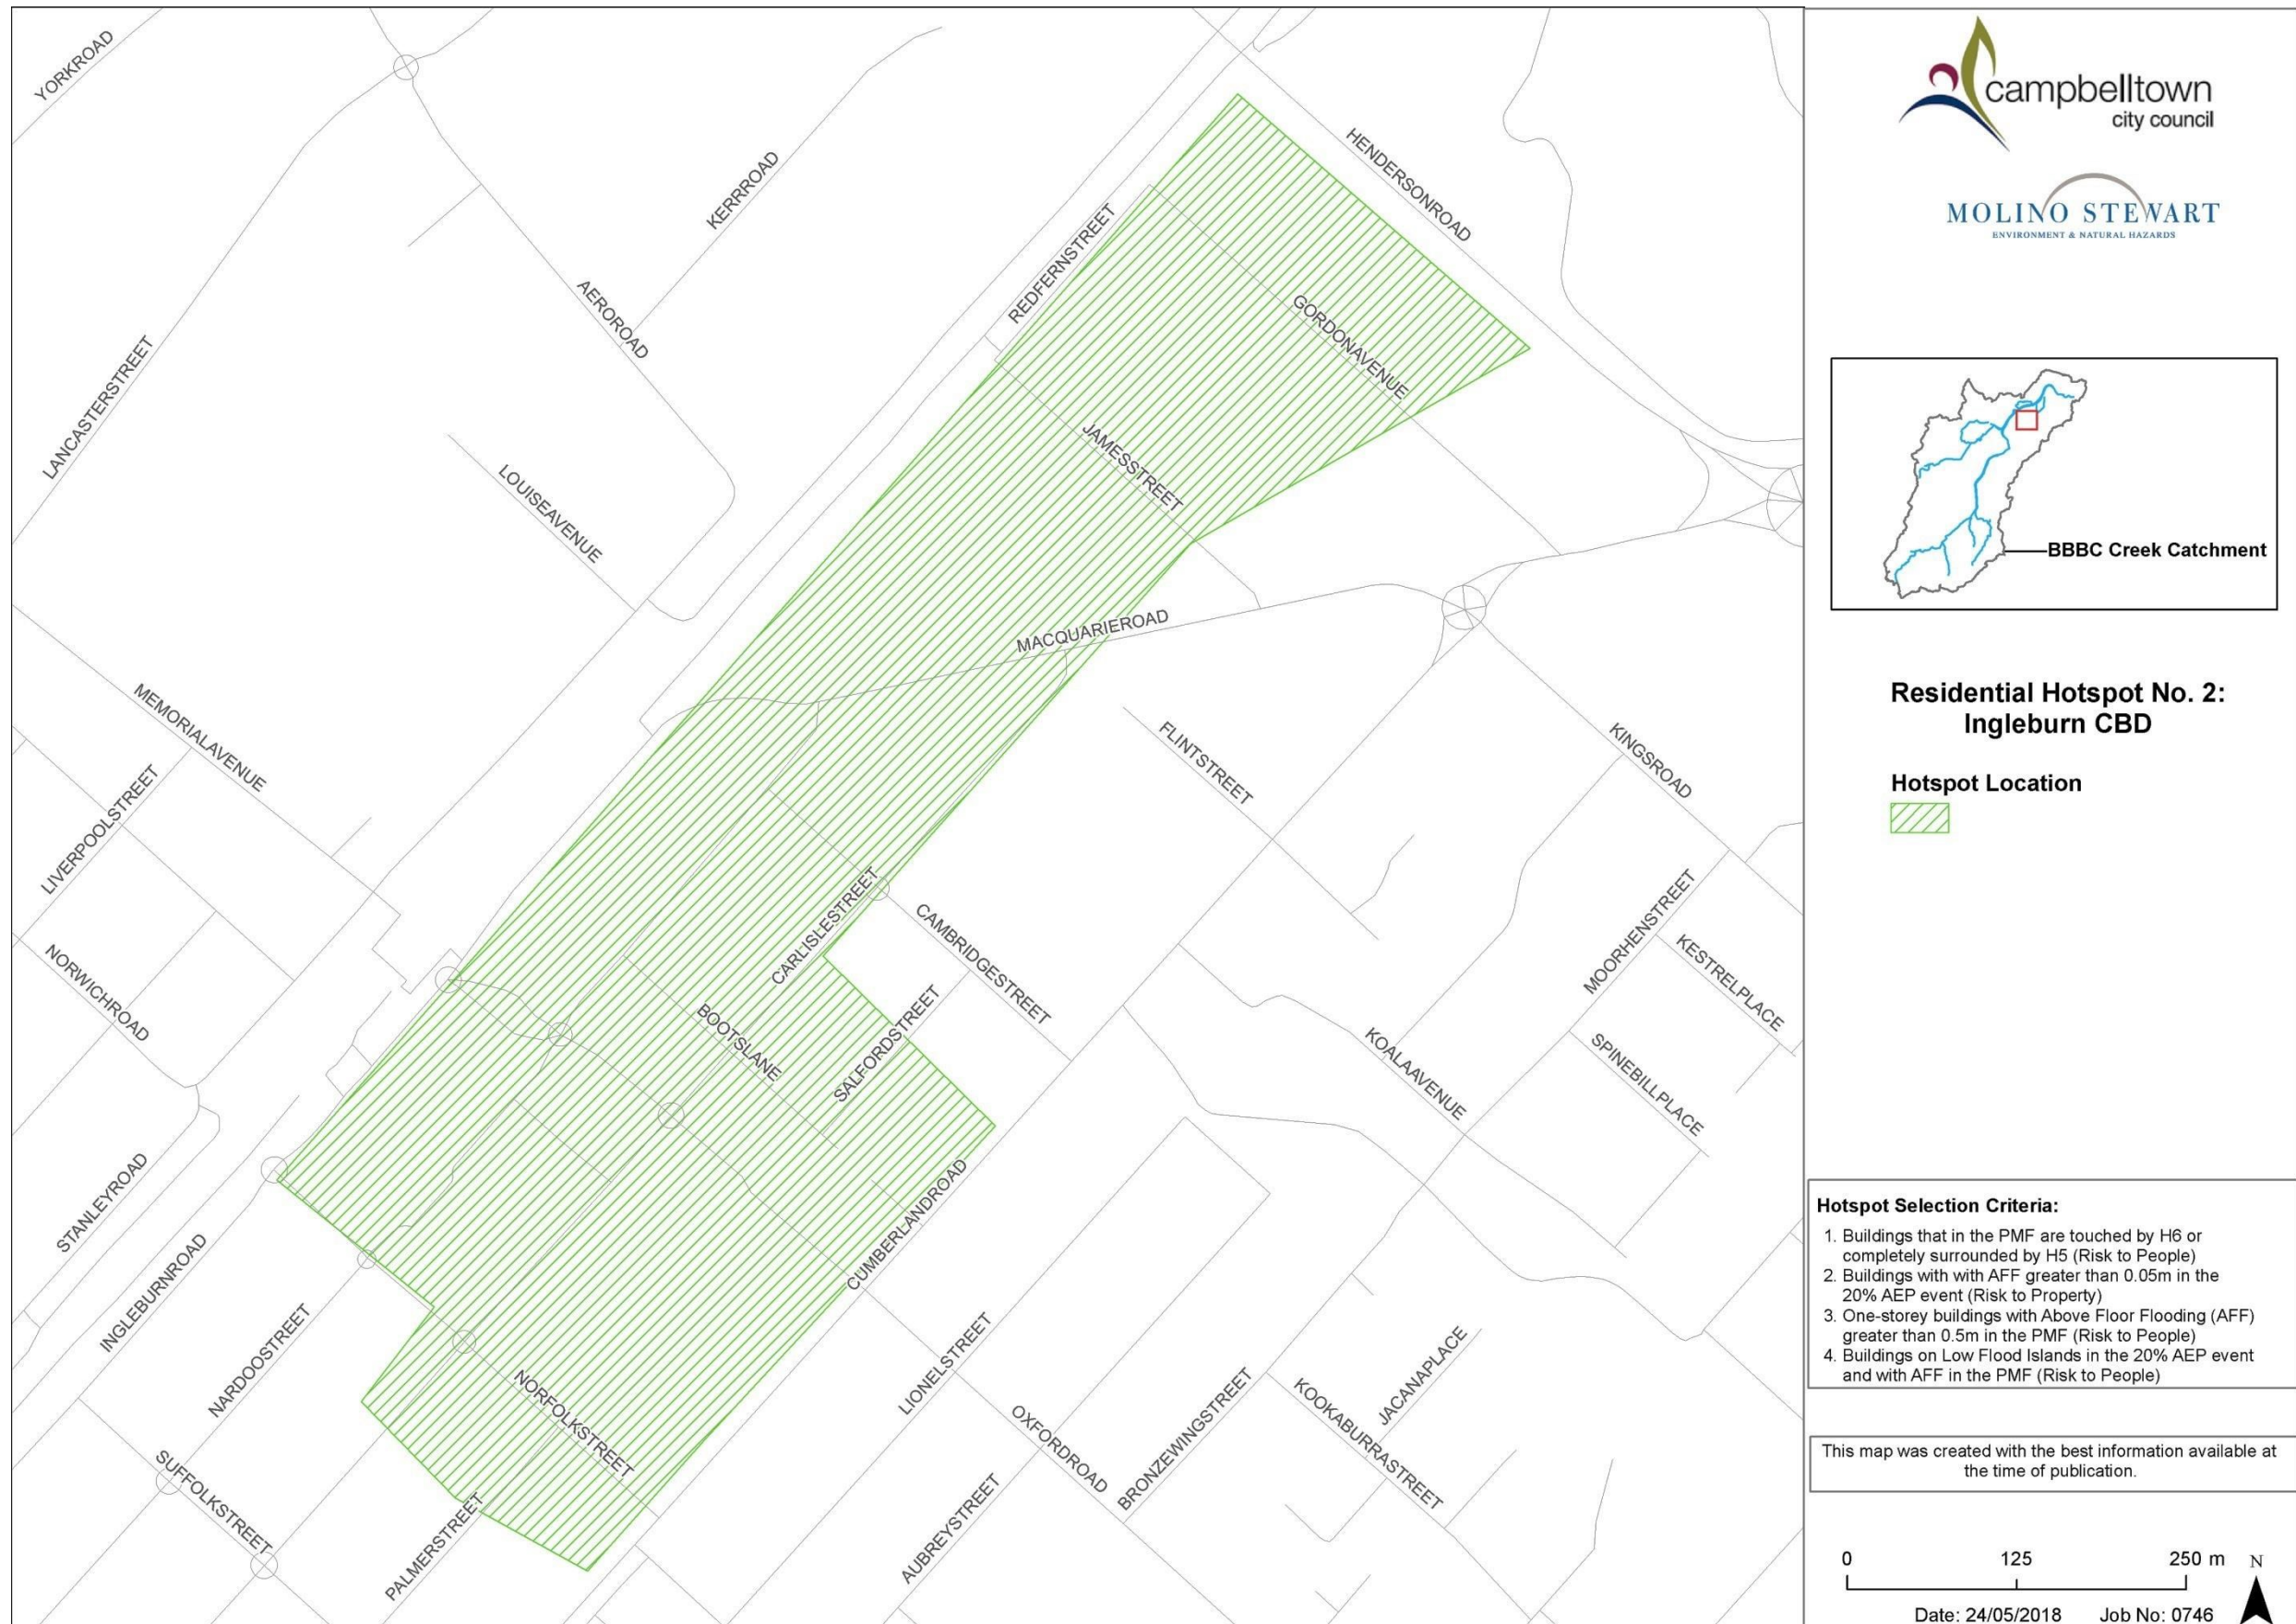 YORKROAD
LANCASTERSTREET
AEROROAD
KERRROAD
REDFERNSTREET
HENDERSONROAD
GORDONAVENUE
JAMESSTREET
LOUISEAVENUE
MACQUARIEROAD
MEMORIALAVENUE
LIVERPOOLSTREET
FLINTSTREET
KINGSROAD
NORWICHROAD
CARLISLESTREET
CAMBRIDGESTREET
MOORHENSTREET
KESTRELPLACE
BOOTSLANE
SALFORDSTREET
KOALAAVENUE
SPINEBILLPLACE
STANLEYROAD
INGLEBURNROAD
CUMBERLANDROAD
NARDOOSTREET
NORFOLKSTREET
LIONELSTREET
OXFORDROAD
JACANAPLACE
BRONZEWINGSTREET
KOOKABURRASTREET
SUFFOLKSTREET
PALMERSTREET
AUBREYSTREET
campbelltown
city council
MOLINO STEWART
ENVIRONMENT & NATURAL HAZARDS
BBBC Creek Catchment
Residential Hotspot No. 2:
Ingleburn CBD
Hotspot Location
Hotspot Selection Criteria:
1. Buildings that in the PMF are touched by H6 or
completely surrounded by H5 (Risk to People)
2. Buildings with with AFF greater than 0.05m in the
20% AEP event (Risk to Property)
3. One-storey buildings with Above Floor Flooding (AFF)
greater than 0.5m in the PMF (Risk to People)
4. Buildings on Low Flood Islands in the 20% AEP event
and with AFF in the PMF (Risk to People)
This map was created with the best information available at
the time of publication.
0 125 250 m N
Date: 24/05/2018 Job No: 0746